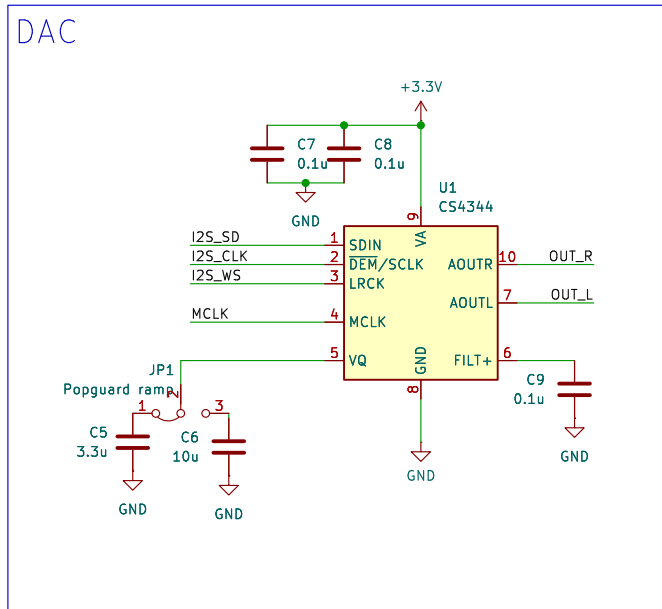 DAC
+3.3V
C7
0.1u
C8
0.1u
GND
U1
CS4344
9
VA
I2S_SD
1
SDIN
I2S_CLK
2
DEM/SCLK
I2S_WS
3
LRCK
MCLK
4
MCLK
5
VQ
AOUTR
10
OUT_R
AOUTL
7
OUT_L
FILT+
6
GND
8
GND
C9
0.1u
GND
JP1
Popguard ramp
2
1
3
C5
3.3u
GND
C6
10u
GND